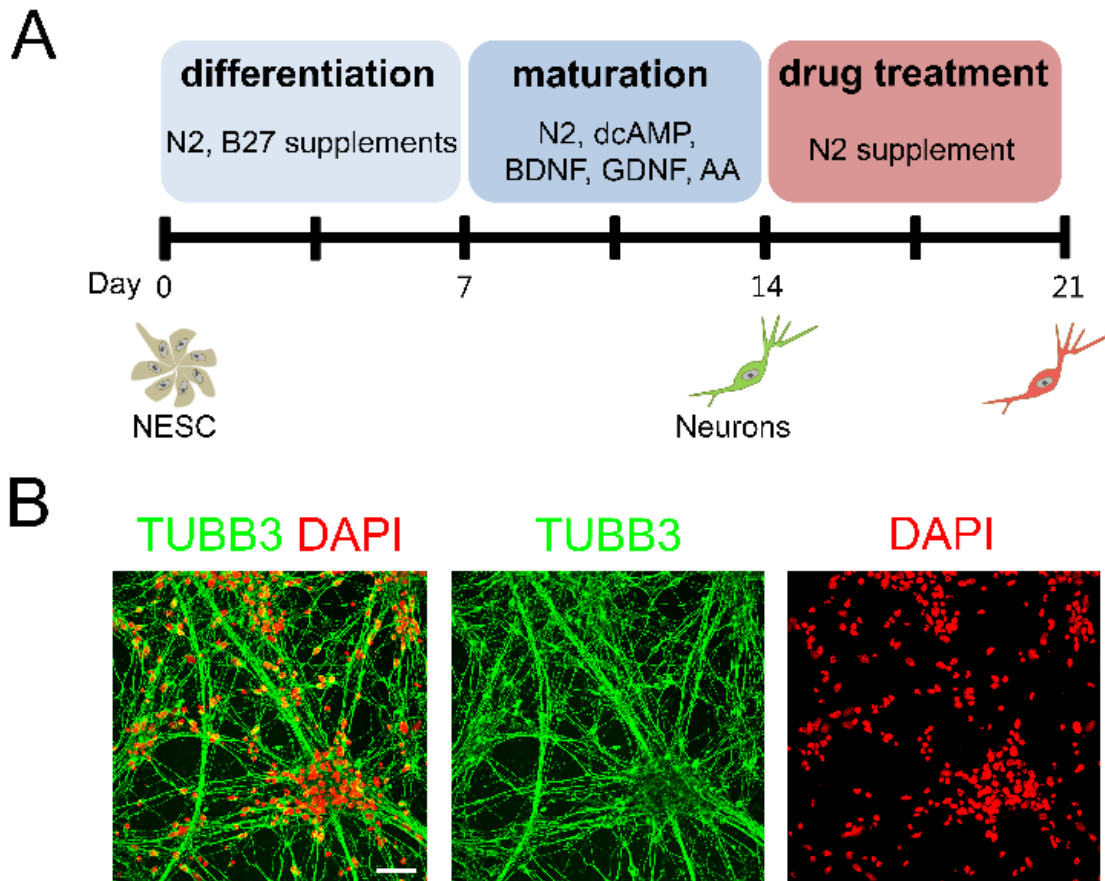 A
differentiation
N2, B27 supplements
maturation
N2, dcAMP,
BDNF, GDNF, AA
drug treatment
N2 supplement
Day 0 7 14 21
NESC Neurons
B
TUBB3 DAPI TUBB3 DAPI